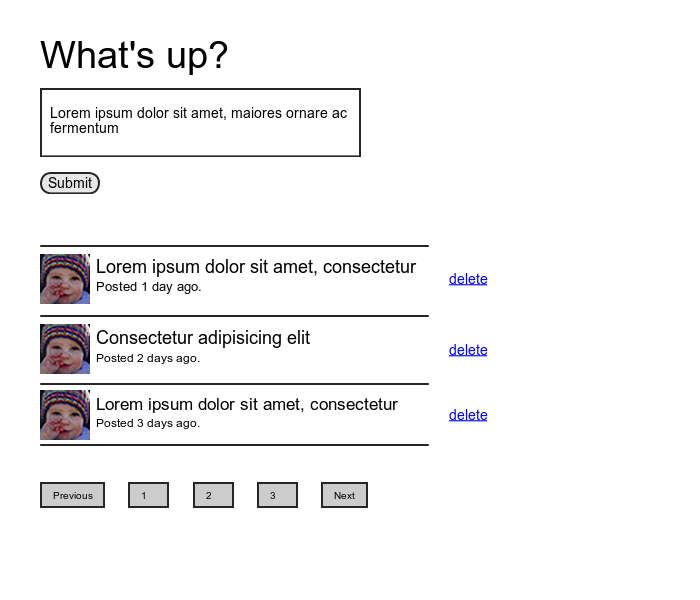 What's up?
Lorem ipsum dolor sit amet, maiores ornare ac
fermentum
Submit
Lorem ipsum dolor sit amet, consectetur
Posted 1 day ago.
delete
Consectetur adipisicing elit
Posted 2 days ago.
delete
Lorem ipsum dolor sit amet, consectetur
Posted 3 days ago.
delete
Previous 1 2 3 Next